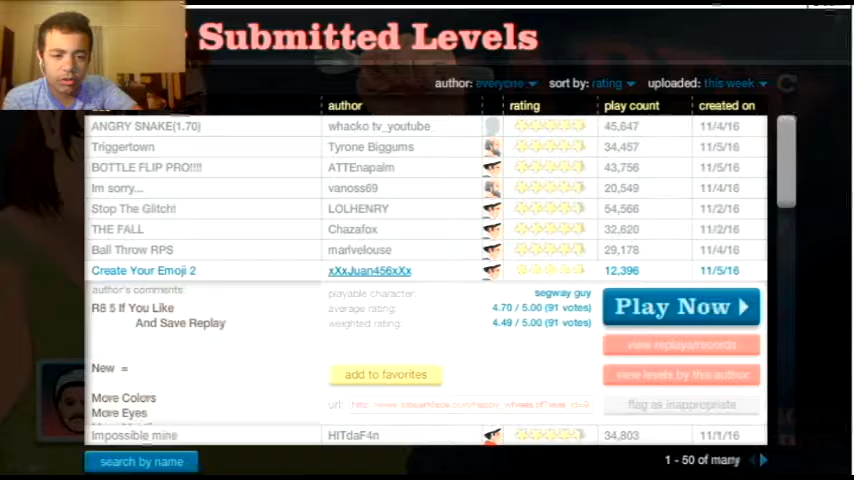 Submitted Levels
author: everyone sort by: rating uploaded: this week
author rating play count created on
ANGRY SNAKE(1.70) whacko tv_youtube 45,647 11/4/16
Triggertown Tyrone Biggums 34,457 11/5/16
BOTTLE FLIP PRO!!!! ATTEnapalm 43,756 11/5/16
Im sorry... vanoss69 20,549 11/4/16
Stop The Glitch! LOLHENRY 54,566 11/2/16
THE FALL Chazafox 32,620 11/2/16
Ball Throw RPS marlvelouse 29,178 11/4/16
Create Your Emoji 2 xXxJuan456xXx 12,396 11/5/16
author's comments: playable character: segway guy
R8 5 If You Like average rating: 4.70 / 5.00 (91 votes) Play Now
And Save Replay weighted rating: 4.49 / 5.00 (91 votes)
view replays/records
New = add to favorites view levels by this author
More Colors url: flag as inappropriate
More Eyes
Impossible mine HITdaF4n 34,803 11/1/16
search by name 1 - 50 of many